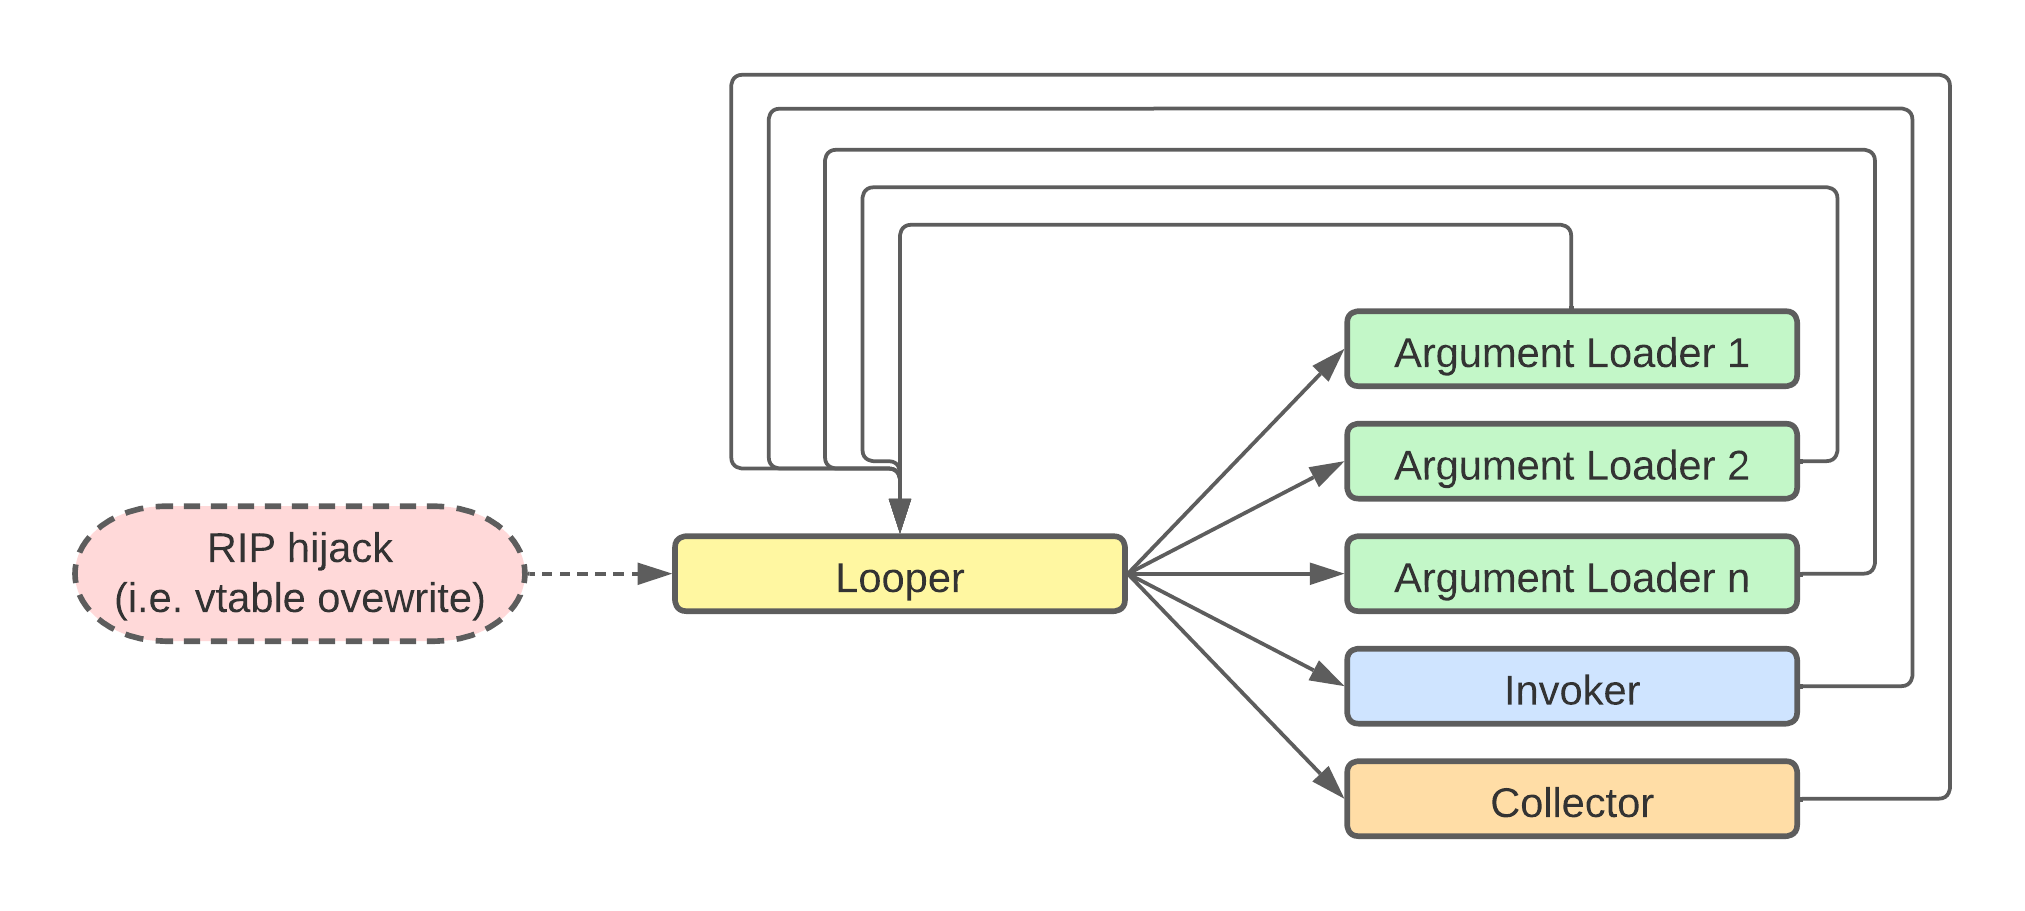 RIP hijack
(i.e. vtable ovewrite)
Looper
Argument Loader 1
Argument Loader 2
Argument Loader n
Invoker
Collector